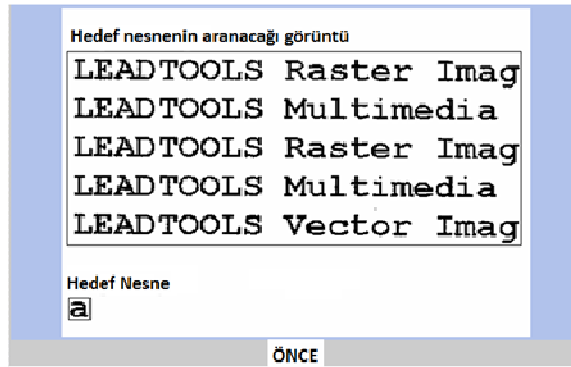 Hedef nesnenin aranacağı görüntü
LEADTOOLS Raster Imag
LEADTOOLS Multimedia
LEADTOOLS Raster Imag
LEADTOOLS Multimedia
LEADTOOLS Vector Imag
Hedef Nesne
a
ÖNCE